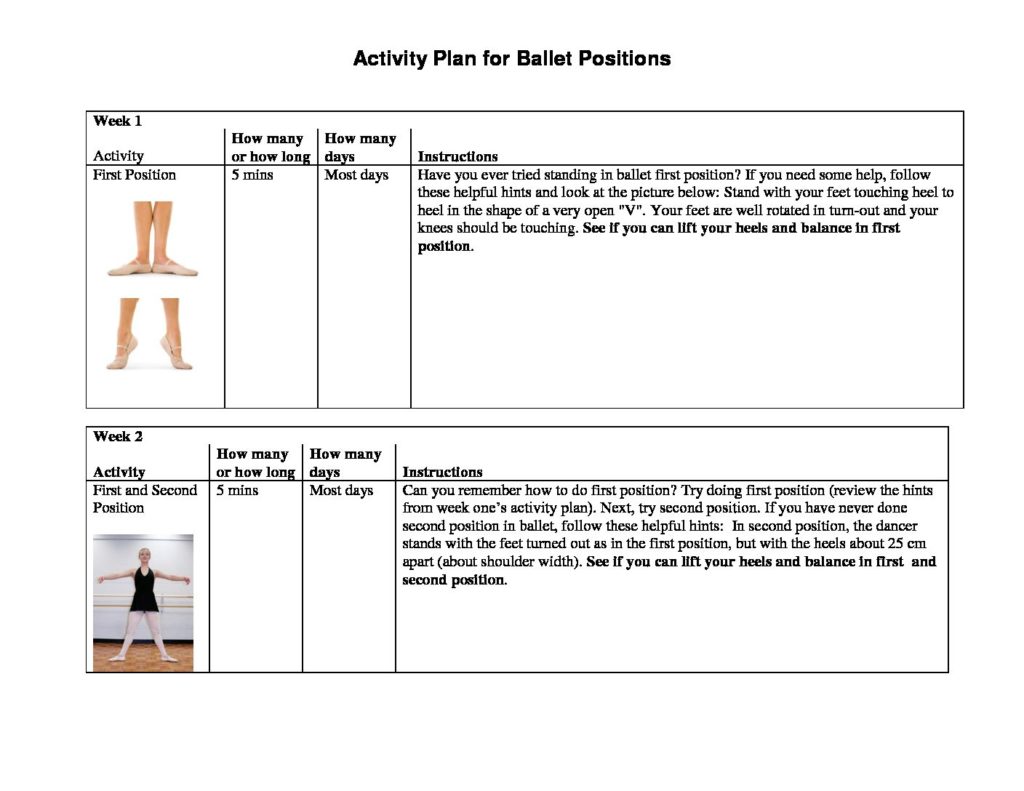 Activity Plan for Ballet Positions
Week 1
Activity
How many
or how long
How many
days
Instructions
First Position
5 mins
Most days
Have you ever tried standing in ballet first position? If you need some help, follow
these helpful hints and look at the picture below: Stand with your feet touching heel to
heel in the shape of a very open "V". Your feet are well rotated in turn-out and your
knees should be touching. See if you can lift your heels and balance in first
position.
Week 2
Activity
How many
or how long
How many
days
Instructions
First and Second
Position
5 mins
Most days
Can you remember how to do first position? Try doing first position (review the hints
from week one’s activity plan). Next, try second position. If you have never done
second position in ballet, follow these helpful hints:  In second position, the dancer
stands with the feet turned out as in the first position, but with the heels about 25 cm
apart (about shoulder width). See if you can lift your heels and balance in first  and
second position.